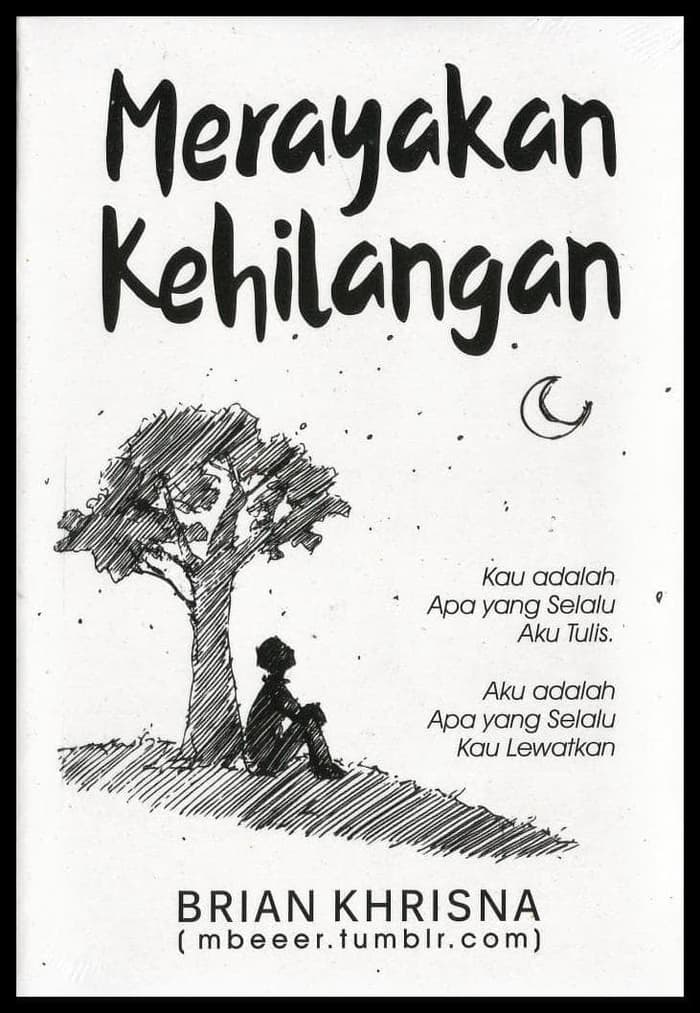 Merayakan
Kehilangan
Kau adalah
Apa yang Selalu
Aku Tulis.
Aku adalah
Apa yang Selalu
Kau Lewatkan
BRIAN KHRISNA
( mbeeer.tumblr.com)